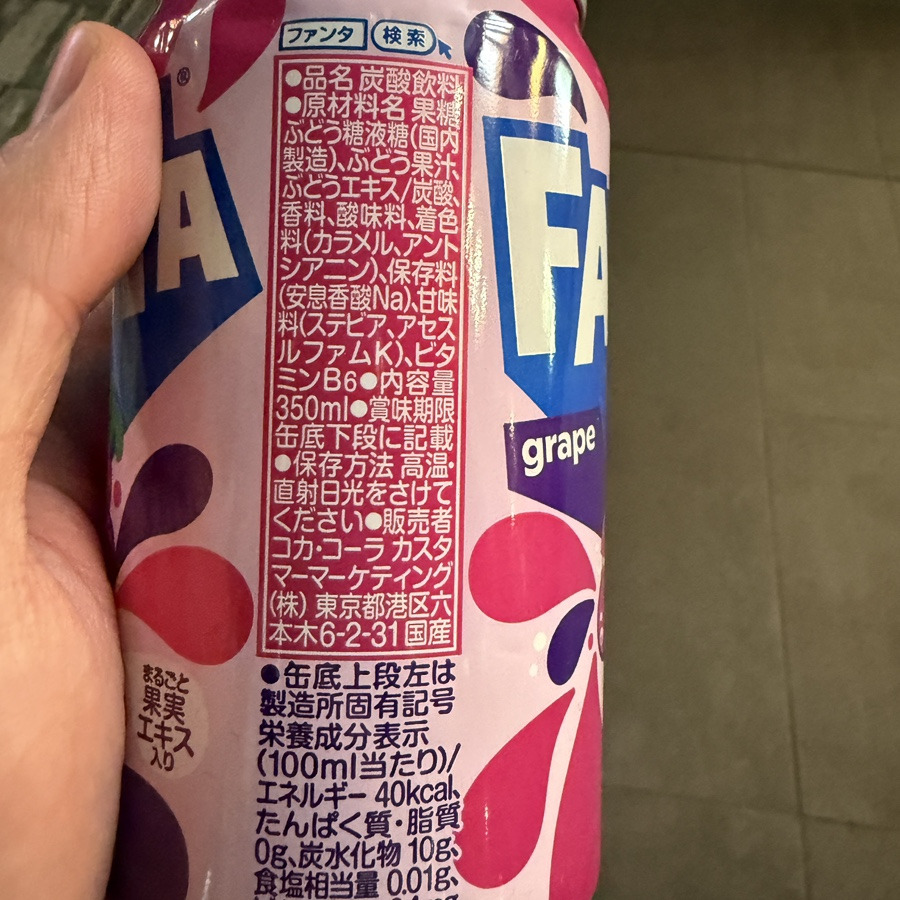 ファンタ 検索
●品名 炭酸飲料
●原材料名 果糖
ぶどう糖液糖(国内
製造)、ぶどう果汁、
ぶどうエキス/炭酸、
香料、酸味料、着色
料(カラメル、アント
シアニン)、保存料
(安息香酸Na)、甘味
料(ステビア、アセス
ルファムK)、ビタ
ミンB6●内容量
350ml●賞味期限
缶底下段に記載
●保存方法 高温・
直射日光をさけて
ください●販売者
コカ・コーラ カスタ
マーマーケティング
(株) 東京都港区六
本木6-2-31 国産
●缶底上段左は
製造所固有記号
栄養成分表示
(100ml当たり)/
エネルギー 40kcal、
たんぱく質・脂質
0g、炭水化物 10g、
食塩相当量 0.01g、
®
TA
FA
grape
まるごと
果実
エキス
入り